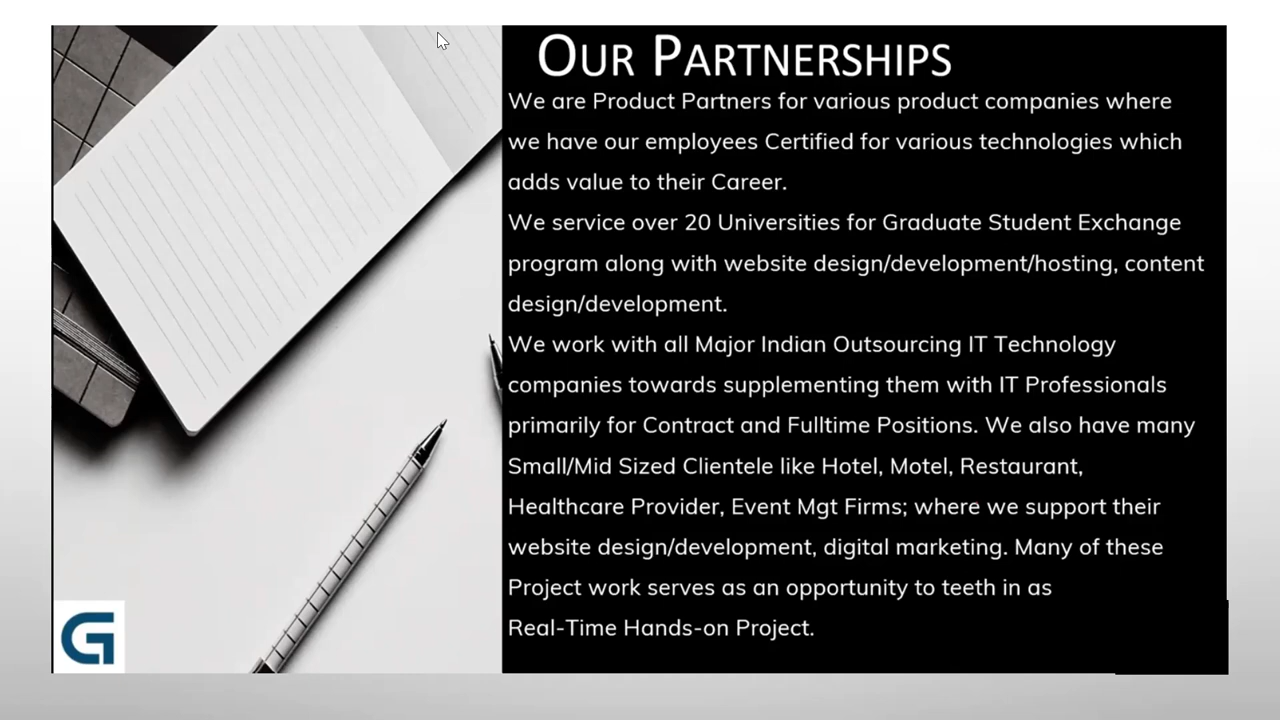 OUR PARTNERSHIPS
We are Product Partners for various product companies where
we have our employees Certified for various technologies which
adds value to their Career.
We service over 20 Universities for Graduate Student Exchange
program along with website design/development/hosting, content
design/development.
We work with all Major Indian Outsourcing IT Technology
companies towards supplementing them with IT Professionals
primarily for Contract and Fulltime Positions. We also have many
Small/Mid Sized Clientele like Hotel, Motel, Restaurant,
Healthcare Provider, Event Mgt Firms; where we support their
website design/development, digital marketing. Many of these
Project work serves as an opportunity to teeth in as
Real-Time Hands-on Project.